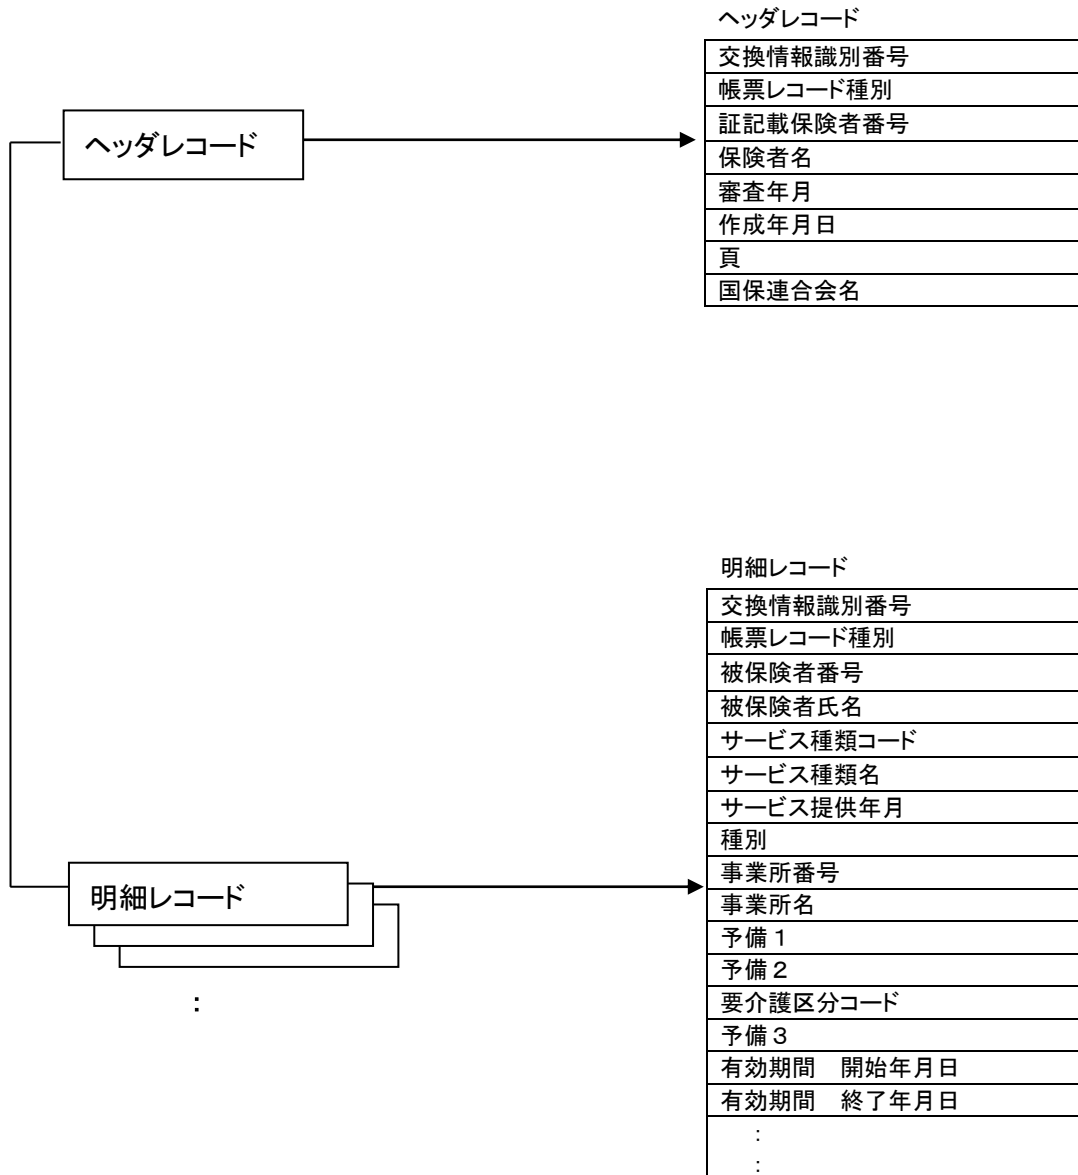 ヘッダレコード
交換情報識別番号
帳票レコード種別
証記載保険者番号
保険者名
審査年月
作成年月日
頁
国保連合会名
ヘッダレコード
明細レコード
交換情報識別番号
帳票レコード種別
被保険者番号
被保険者氏名
サービス種類コード
サービス種類名
サービス提供年月
種別
事業所番号
事業所名
予備1
予備2
要介護区分コード
予備3
有効期間　開始年月日
有効期間　終了年月日
:
:
明細レコード
: